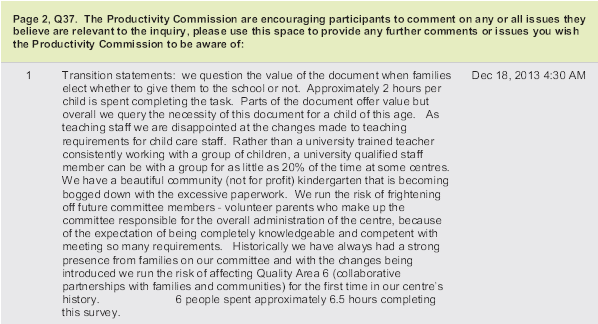 Page 2, Q37. The Productivity Commission are encouraging participants to comment on any or all issues they
believe are relevant to the inquiry, please use this space to provide any further comments or issues you wish
the Productivity Commission to be aware of:
1 Transition statements: we question the value of the document when families Dec 18, 2013 4:30 AM
elect whether to give them to the school or not. Approximately 2 hours per
child is spent completing the task. Parts of the document offer value but
overall we query the necessity of this document for a child of this age. As
teaching staff we are disappointed at the changes made to teaching
requirements for child care staff. Rather than a university trained teacher
consistently working with a group of children, a university qualified staff
member can be with a group for as little as 20% of the time at some centres.
We have a beautiful community (not for profit) kindergarten that is becoming
bogged down with the excessive paperwork. We run the risk of frightening
off future committee members - volunteer parents who make up the
committee responsible for the overall administration of the centre, because
of the expectation of being completely knowledgeable and competent with
meeting so many requirements. Historically we have always had a strong
presence from families on our committee and with the changes being
introduced we run the risk of affecting Quality Area 6 (collaborative
partnerships with families and communities) for the first time in our centre's
history. 6 people spent approximately 6.5 hours completing
this survey.